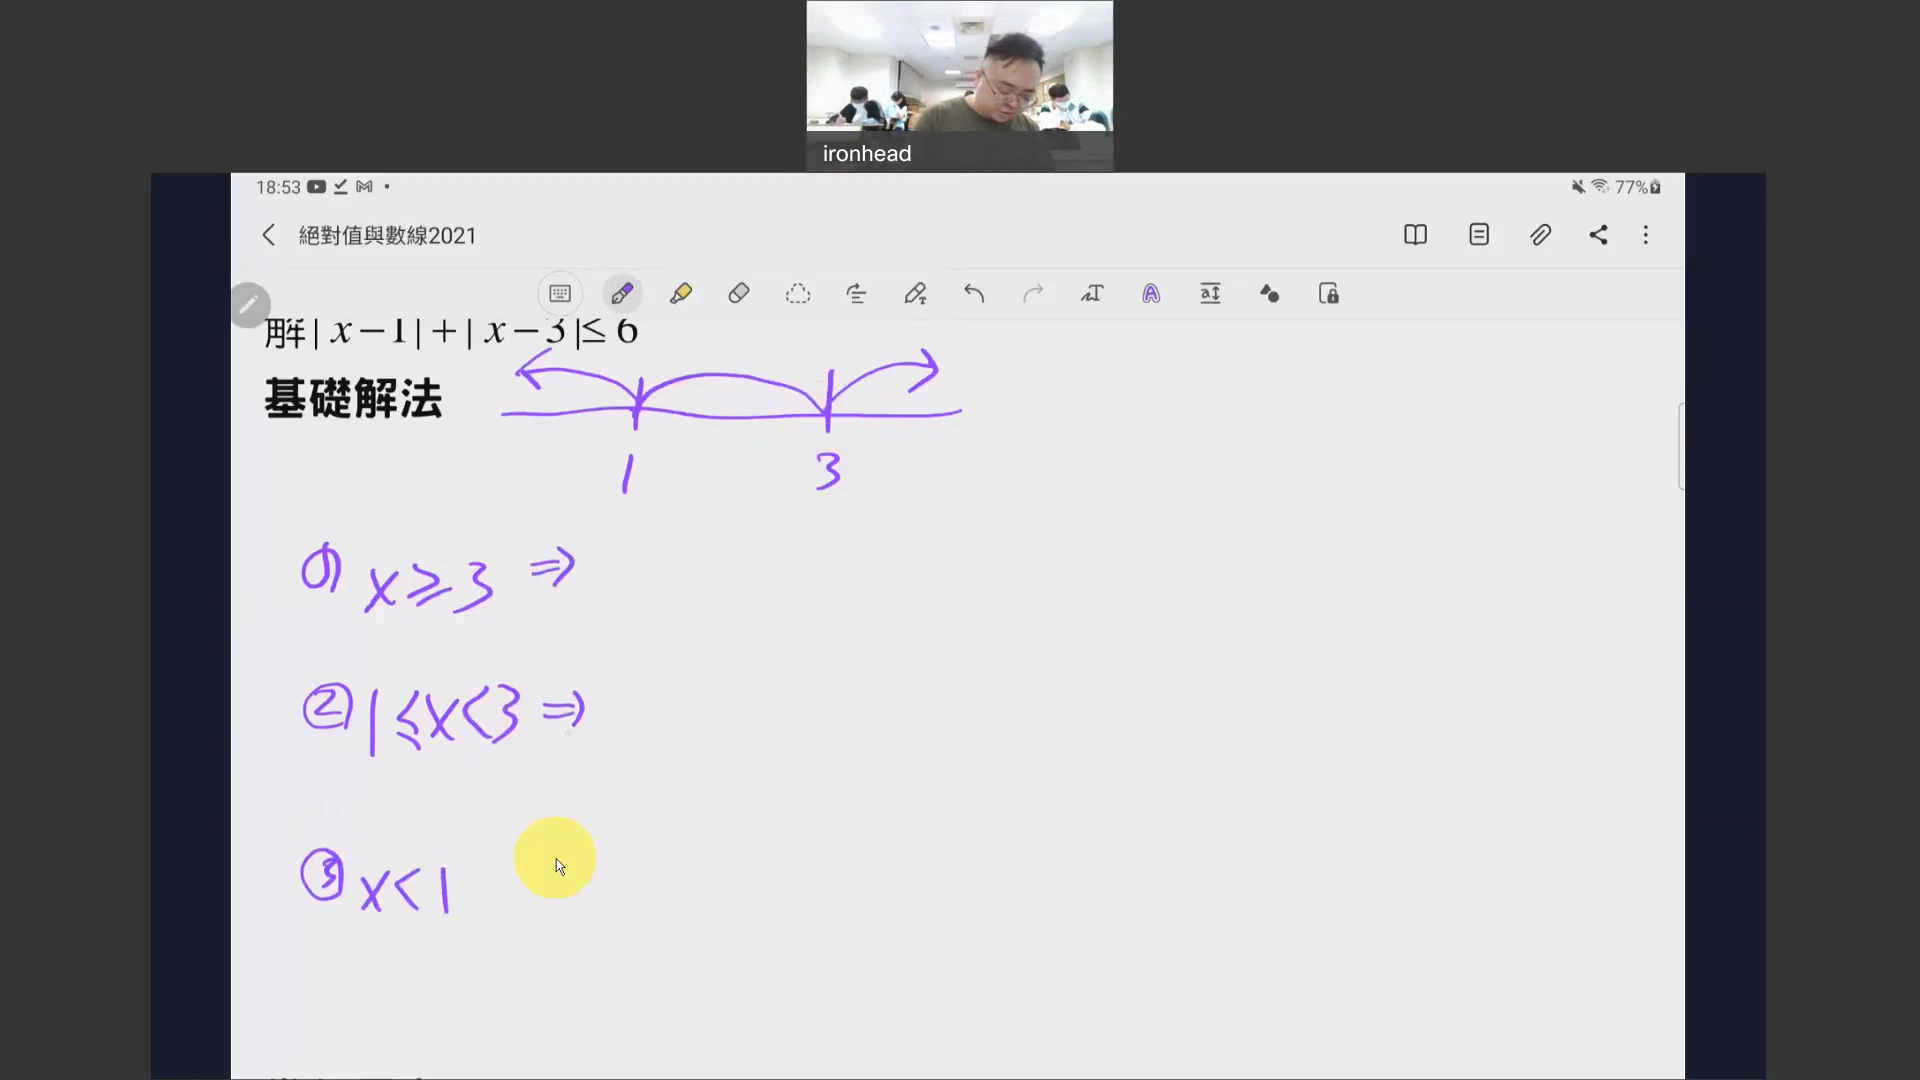 ironhead
18:53 77%
絕對值與數線2021
解|x−1|+|x−3|≤6
基礎解法
1 3
① x≥3 ⇒
② 1≤x<3 ⇒
③ x<1